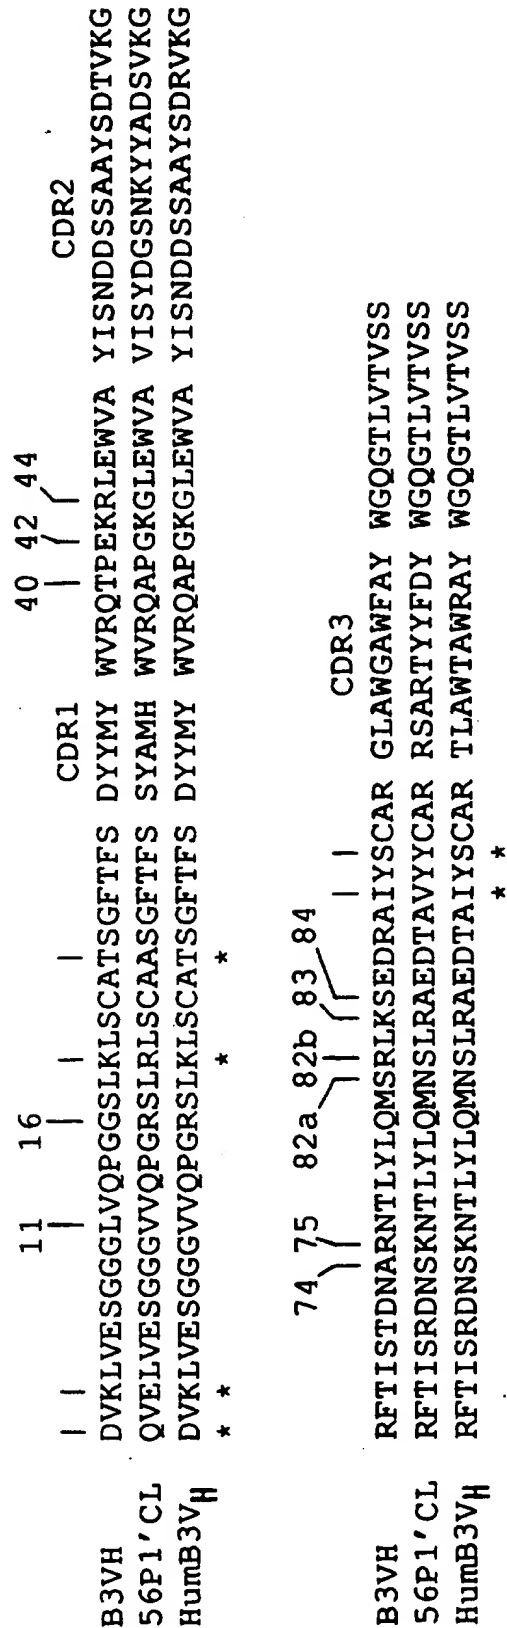 11 16 40 42 44
CDR1 CDR2
B3VH DVKLVESGGGLVQPGGSLKLSCATSGFTFS DYYMY WVRQTPEKRLEWVA YISNDDSSAAYSDTVKG
56P1'CL QVELVESGGGVVQPGRSLRLSCAASGFTFS SYAMH WVRQAPGKGLEWVA VISYDGSNKYYADSVKG
HumB3VH DVKLVESGGGVVQPGRSLKLSCATSGFTFS DYYMY WVRQAPGKGLEWVA YISNDDSSAAYSDRVKG
* * * *
74 75 82a 82b 83 84
CDR3
B3VH RFTISTDNARNTLYLQMSRLKSEDRAIYSCAR GLAWGAWFAY WGQGTLVTVSS
56P1'CL RFTISRDNSKNTLYLQMNSLRAEDTAVYYCAR RSARTYYFDY WGQGTLVTVSS
HumB3VH RFTISRDNSKNTLYLQMNSLRAEDTAIYSCAR TLAWTAWRAY WGQGTLVTVSS
* *